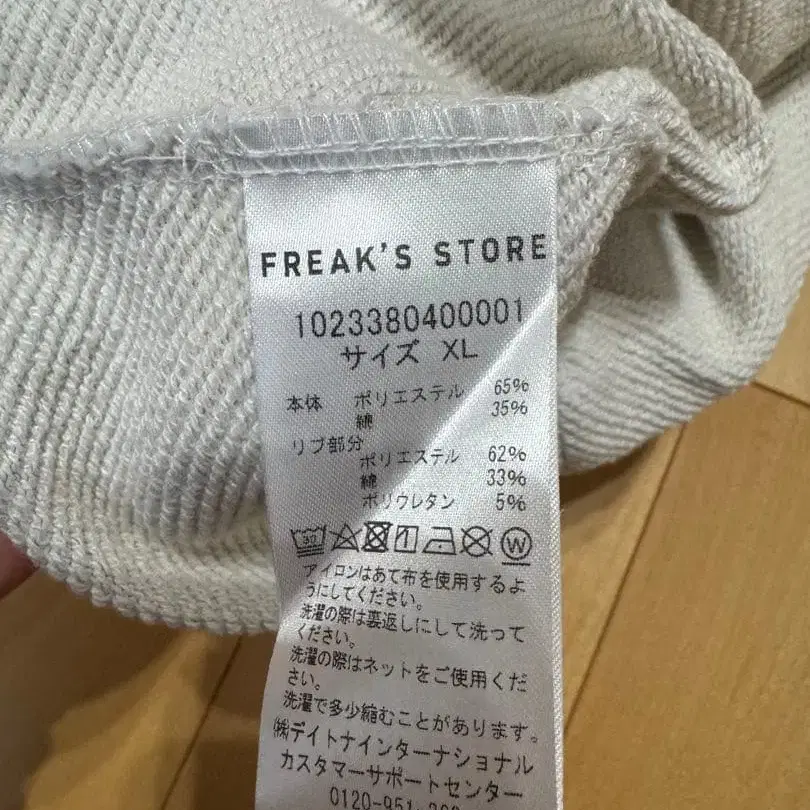 FREAK'S STORE
1023380400001
サイズ XL
本体 ポリエステル 65%
綿 35%
リブ部分
ポリエステル 62%
綿 33%
ポリウレタン 5%
30 W
アイロンはあて布を使用するよ
うにしてください。
洗濯の際は裏返しにして洗って
ください。
洗濯の際はネットをご使用くだ
さい。
洗濯で多少縮むことがあります。
㈱デイトナインターナショナル
カスタマーサポートセンター
0120-951-